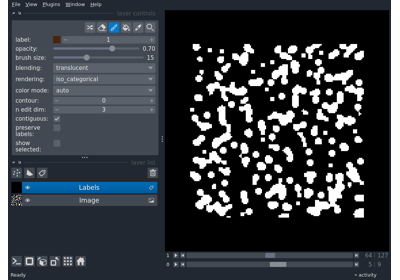 File View Plugins Window Help
layer controls
label: 1
opacity: 0.70
brush size: 15
blending: translucent
rendering: iso_categorical
color mode: auto
contour: 0
n edit dim: 3
contiguous:
preserve labels:
show selected:
layer list
Labels
Image
1 64 127
0 5 9
Ready activity